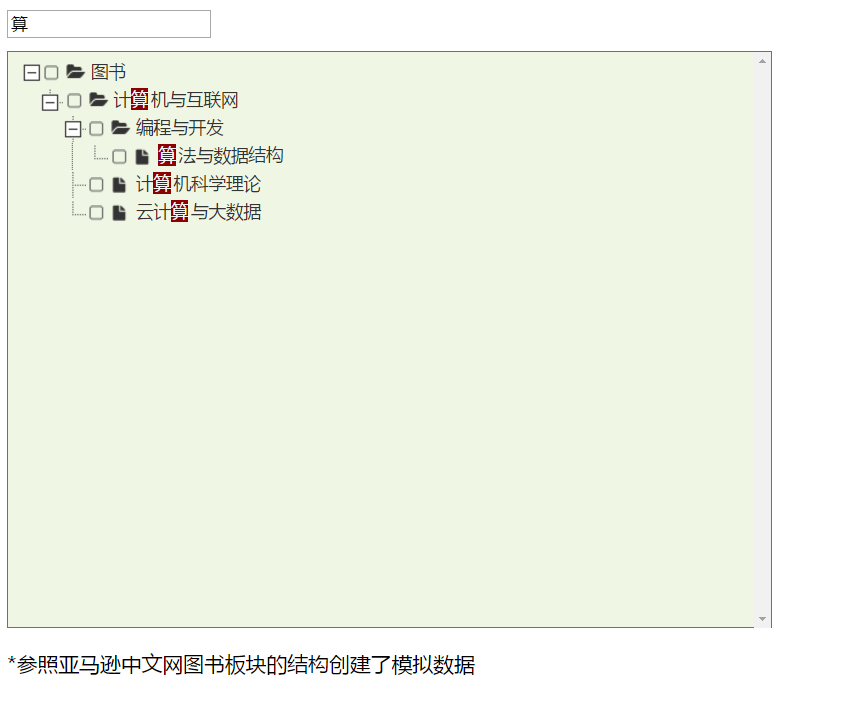 算
图书
计算机与互联网
编程与开发
算法与数据结构
计算机科学理论
云计算与大数据
*参照亚马逊中文网图书板块的结构创建了模拟数据